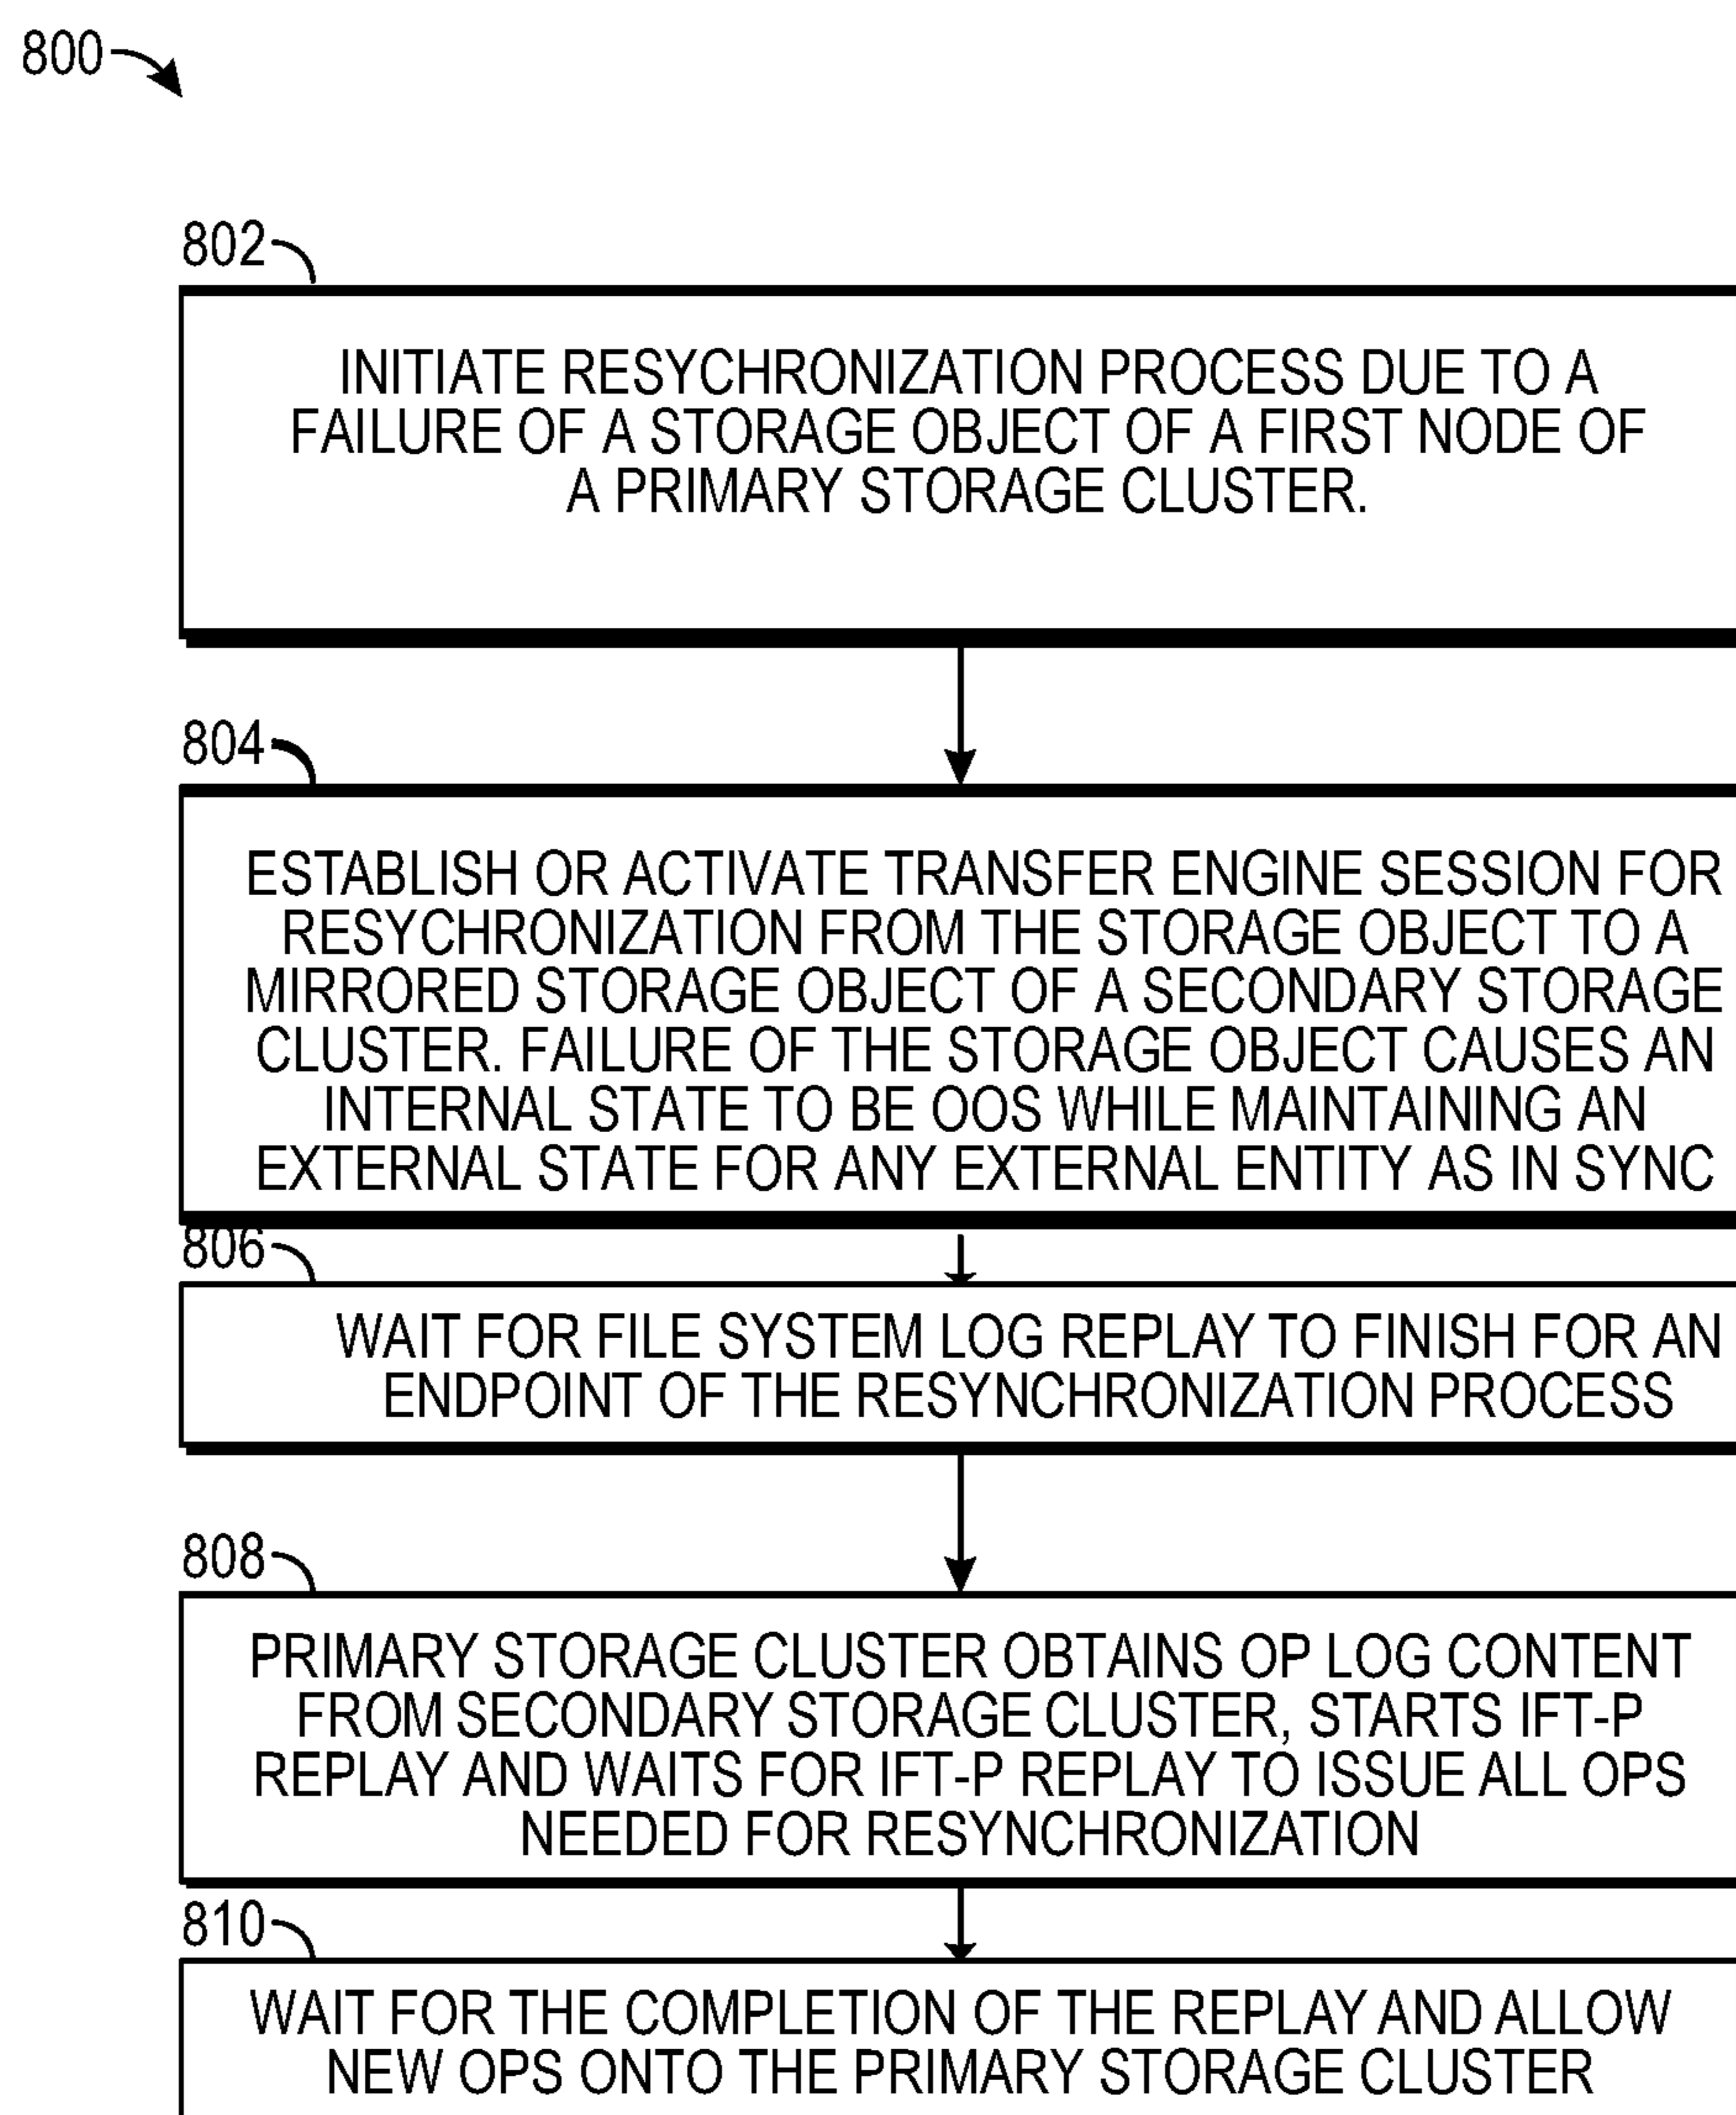 800
802
INITIATE RESYCHRONIZATION PROCESS DUE TO A
FAILURE OF A STORAGE OBJECT OF A FIRST NODE OF
A PRIMARY STORAGE CLUSTER.
804
ESTABLISH OR ACTIVATE TRANSFER ENGINE SESSION FOR
RESYCHRONIZATION FROM THE STORAGE OBJECT TO A
MIRRORED STORAGE OBJECT OF A SECONDARY STORAGE
CLUSTER. FAILURE OF THE STORAGE OBJECT CAUSES AN
INTERNAL STATE TO BE OOS WHILE MAINTAINING AN
EXTERNAL STATE FOR ANY EXTERNAL ENTITY AS IN SYNC
806
WAIT FOR FILE SYSTEM LOG REPLAY TO FINISH FOR AN
ENDPOINT OF THE RESYNCHRONIZATION PROCESS
808
PRIMARY STORAGE CLUSTER OBTAINS OP LOG CONTENT
FROM SECONDARY STORAGE CLUSTER, STARTS IFT-P
REPLAY AND WAITS FOR IFT-P REPLAY TO ISSUE ALL OPS
NEEDED FOR RESYNCHRONIZATION
810
WAIT FOR THE COMPLETION OF THE REPLAY AND ALLOW
NEW OPS ONTO THE PRIMARY STORAGE CLUSTER